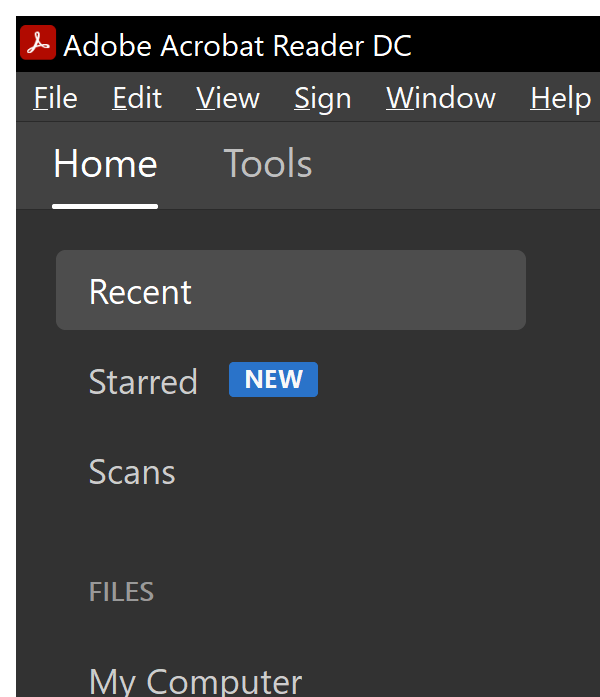 Adobe Acrobat Reader DC
File Edit View Sign Window Help
Home Tools
Recent
Starred NEW
Scans
FILES
My Computer